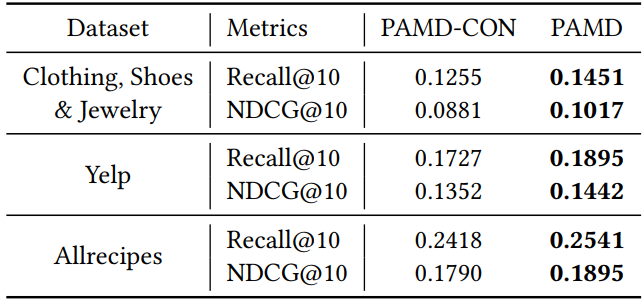 Dataset Metrics PAMD-CON PAMD
Clothing, Shoes & Jewelry Recall@10 0.1255 0.1451
NDCG@10 0.0881 0.1017
Yelp Recall@10 0.1727 0.1895
NDCG@10 0.1352 0.1442
Allrecipes Recall@10 0.2418 0.2541
NDCG@10 0.1790 0.1895